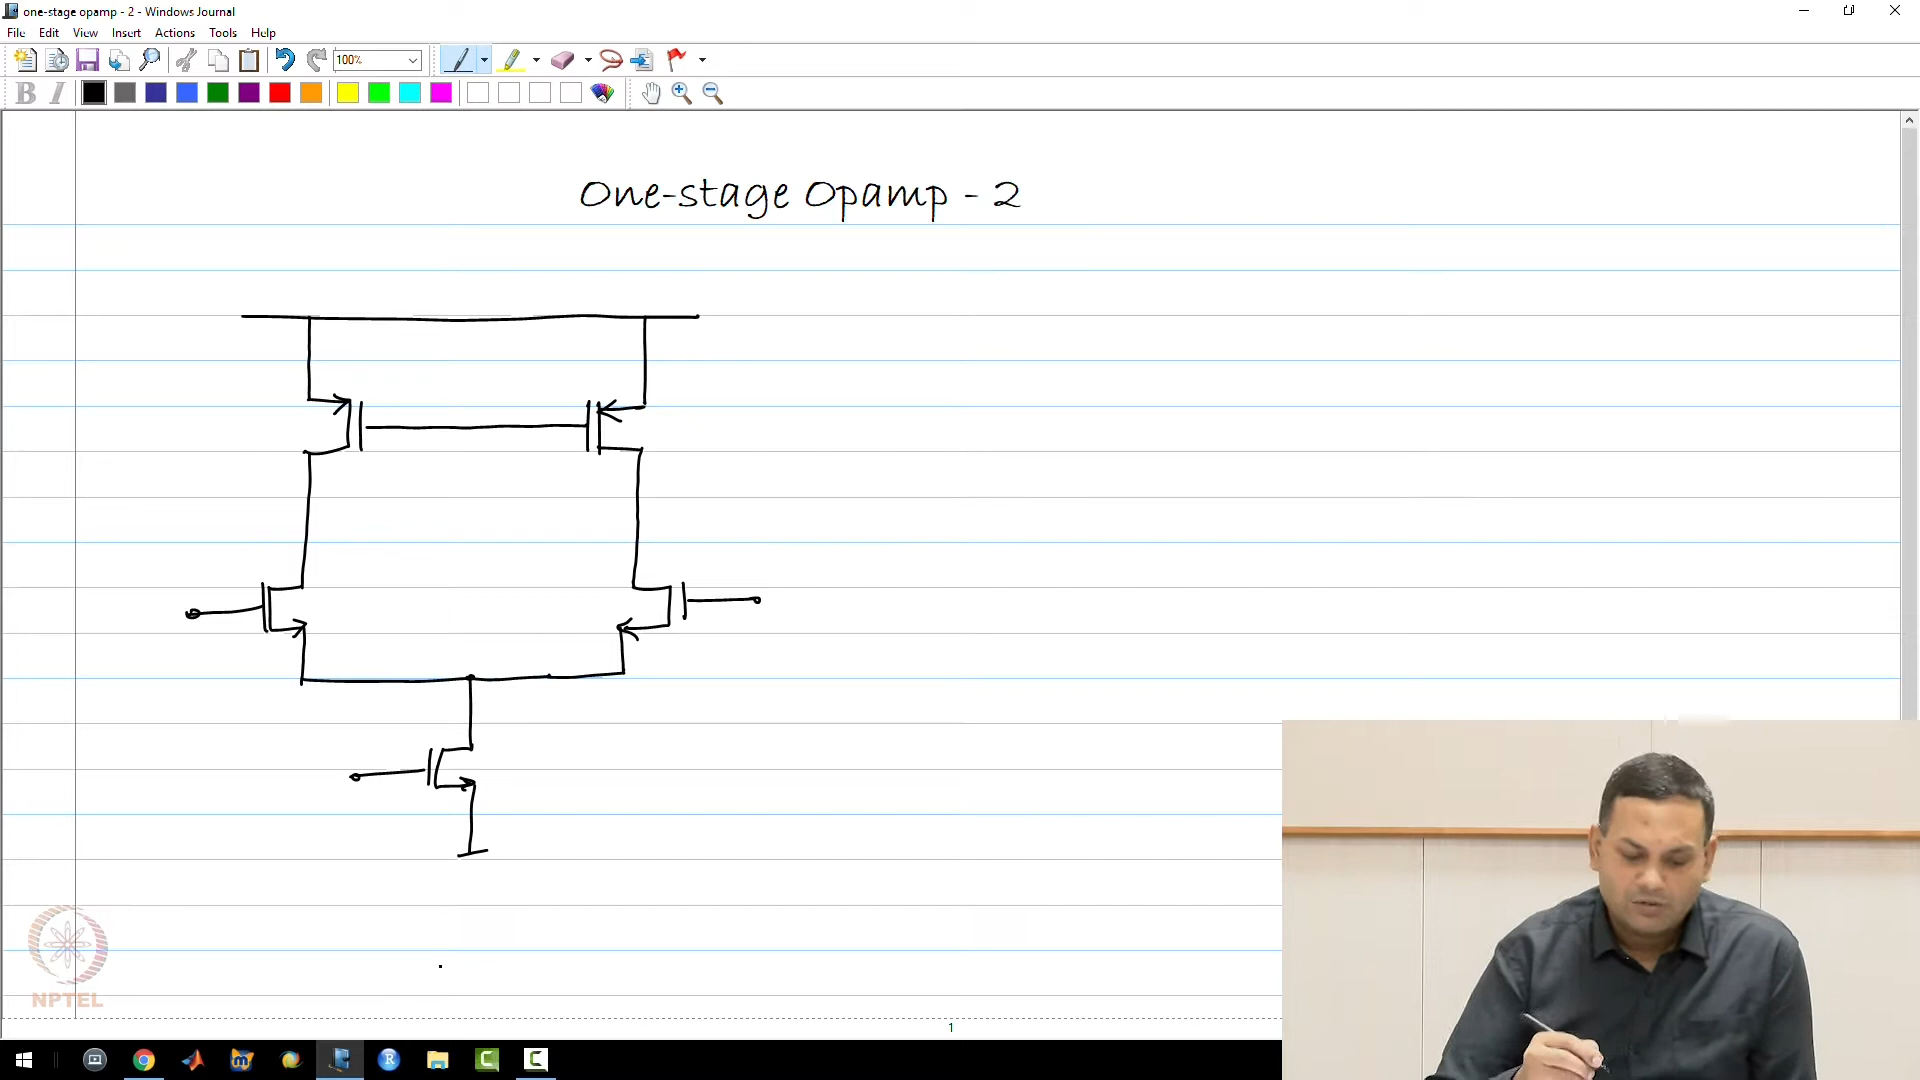 one-stage opamp - 2 - Windows Journal
File Edit View Insert Actions Tools Help
100%
B I
One-stage Opamp - 2
NPTEL
1